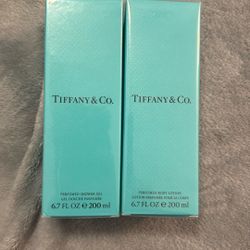 TIFFANY & CO.
PERFUMED SHOWER GEL
GEL DOUCHE PARFUMÉ
6.7 FL OZ ℮ 200 ml
TIFFANY & CO.
PERFUMED BODY LOTION
LOTION PARFUMÉE POUR LE CORPS
6.7 FL OZ ℮ 200 ml